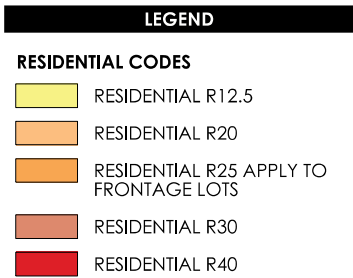 LEGEND
RESIDENTIAL CODES
RESIDENTIAL R12.5
RESIDENTIAL R20
RESIDENTIAL R25 APPLY TO
FRONTAGE LOTS
RESIDENTIAL R30
RESIDENTIAL R40